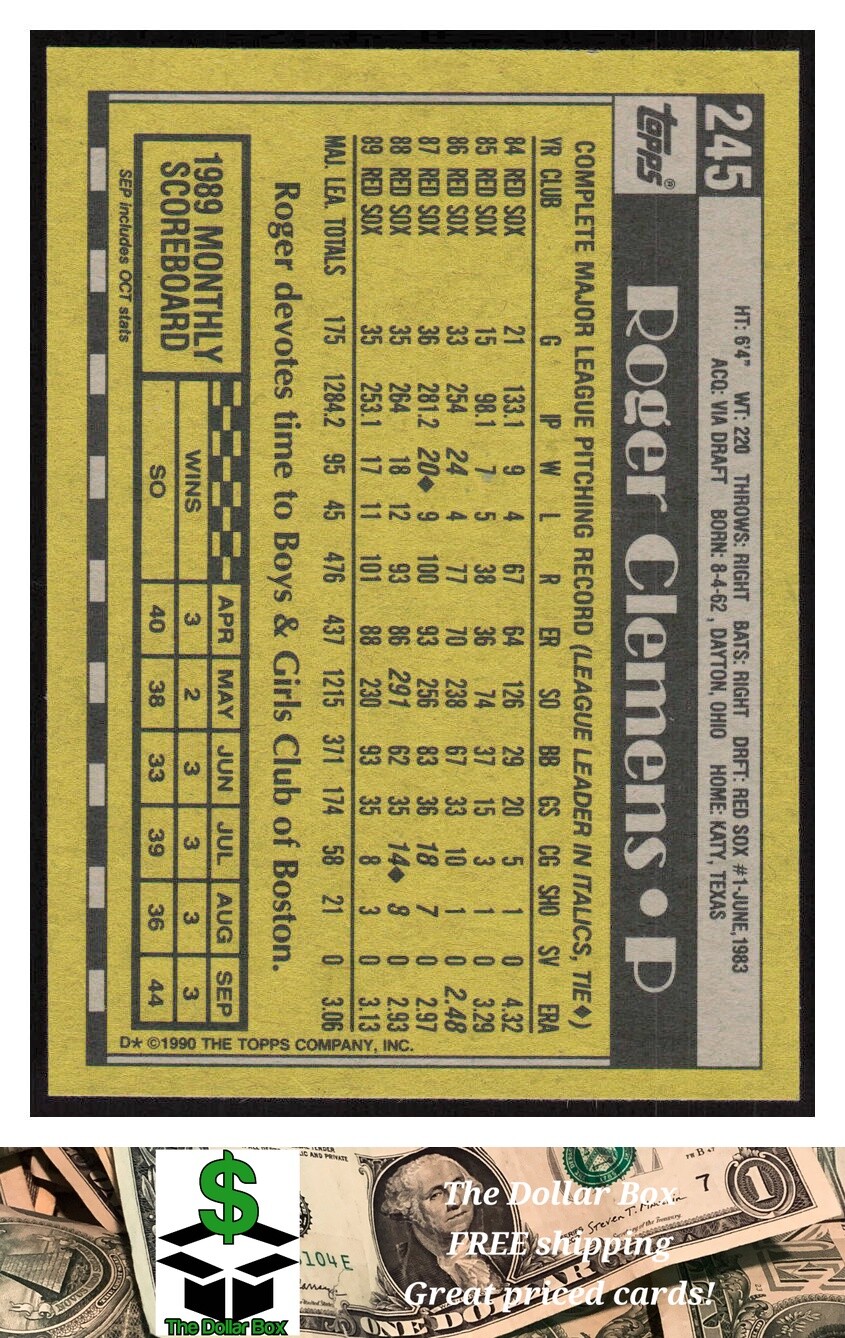 245
topps®
HT: 6'4" WT: 220 THROWS: RIGHT BATS: RIGHT DRFT: RED SOX #1-JUNE, 1983
ACQ: VIA DRAFT BORN: 8-4-62, DAYTON, OHIO HOME: KATY, TEXAS
Roger Clemens • P
COMPLETE MAJOR LEAGUE PITCHING RECORD (LEAGUE LEADER IN ITALICS, TIE♦)
YR CLUB G IP W L R ER SO BB GS CG SHO SV ERA
84 RED SOX 21 133.1 9 4 67 64 126 29 20 5 1 0 4.32
85 RED SOX 15 98.1 7 5 38 36 74 37 15 3 1 0 3.29
86 RED SOX 33 254 24 4 77 70 238 67 33 10 1 0 2.48
87 RED SOX 36 281.2 20♦ 9 100 93 256 83 36 18 7 0 2.97
88 RED SOX 35 264 18 12 93 86 291 62 35 14♦ 8 0 2.93
89 RED SOX 35 253.1 17 11 101 88 230 93 35 8 3 0 3.13
MAJ. LEA. TOTALS 175 1284.2 95 45 476 437 1215 371 174 58 21 0 3.06
Roger devotes time to Boys & Girls Club of Boston.
1989 MONTHLY
SCOREBOARD
APR MAY JUN JUL AUG SEP
WINS 3 2 3 3 3 3
SO 40 38 33 39 36 44
SEP includes OCT stats
D* ©1990 THE TOPPS COMPANY, INC.
$
The Dollar Box
The Dollar Box
FREE shipping
Great priced cards!
104E
7
1
ONE DOLLAR